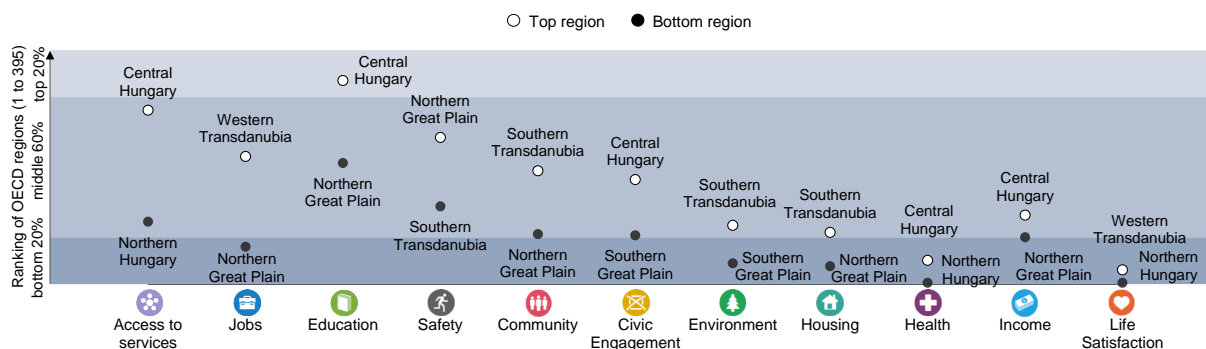 Top region
Bottom region
Ranking of OECD regions (1 to 395)
bottom 20% middle 60% top 20%
Central
Hungary
Northern
Hungary
Western
Transdanubia
Northern
Great Plain
Central
Hungary
Northern
Great Plain
Northern
Great Plain
Southern
Transdanubia
Southern
Transdanubia
Northern
Great Plain
Central
Hungary
Southern
Great Plain
Southern
Transdanubia
Southern
Great Plain
Southern
Transdanubia
Northern
Great Plain
Central
Hungary
Northern
Hungary
Central
Hungary
Northern
Great Plain
Western
Transdanubia
Northern
Hungary
Access to
services
Jobs
Education
Safety
Community
Civic
Engagement
Environment
Housing
Health
Income
Life
Satisfaction